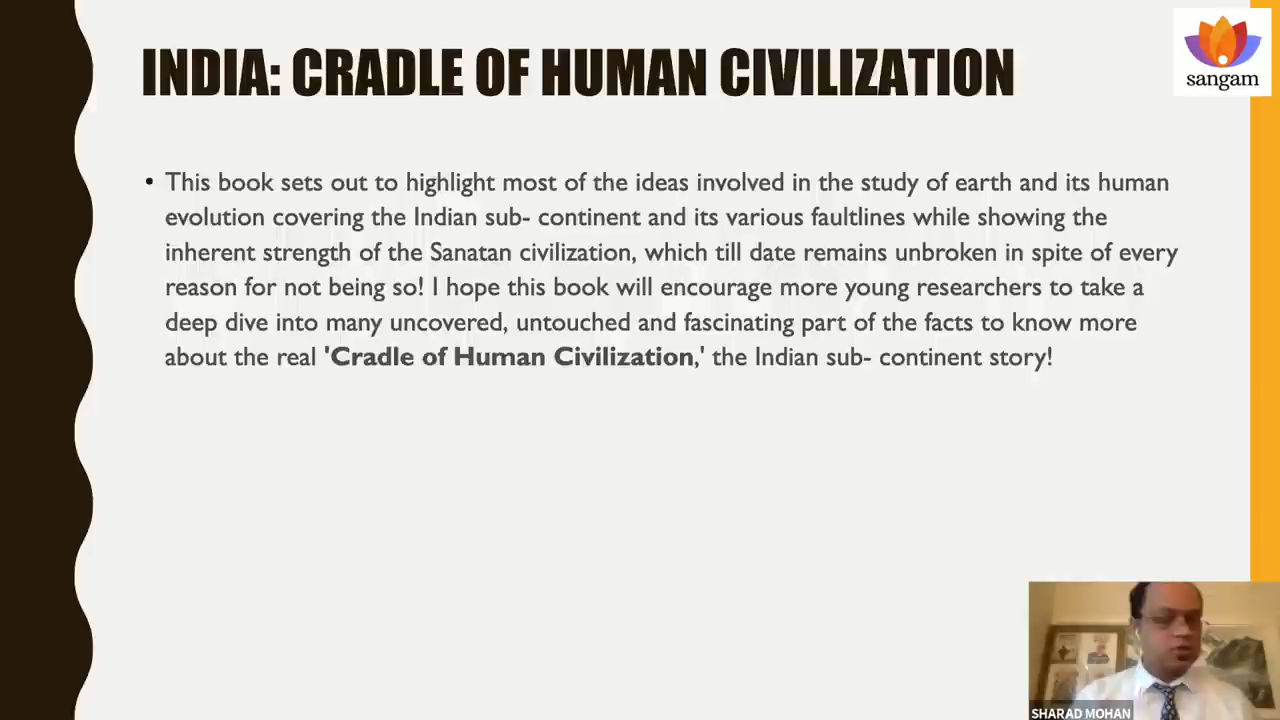 INDIA: CRADLE OF HUMAN CIVILIZATION
sangam
• This book sets out to highlight most of the ideas involved in the study of earth and its human
evolution covering the Indian sub- continent and its various faultlines while showing the
inherent strength of the Sanatan civilization, which till date remains unbroken in spite of every
reason for not being so! I hope this book will encourage more young researchers to take a
deep dive into many uncovered, untouched and fascinating part of the facts to know more
about the real 'Cradle of Human Civilization,' the Indian sub- continent story!
SHARAD MOHAN